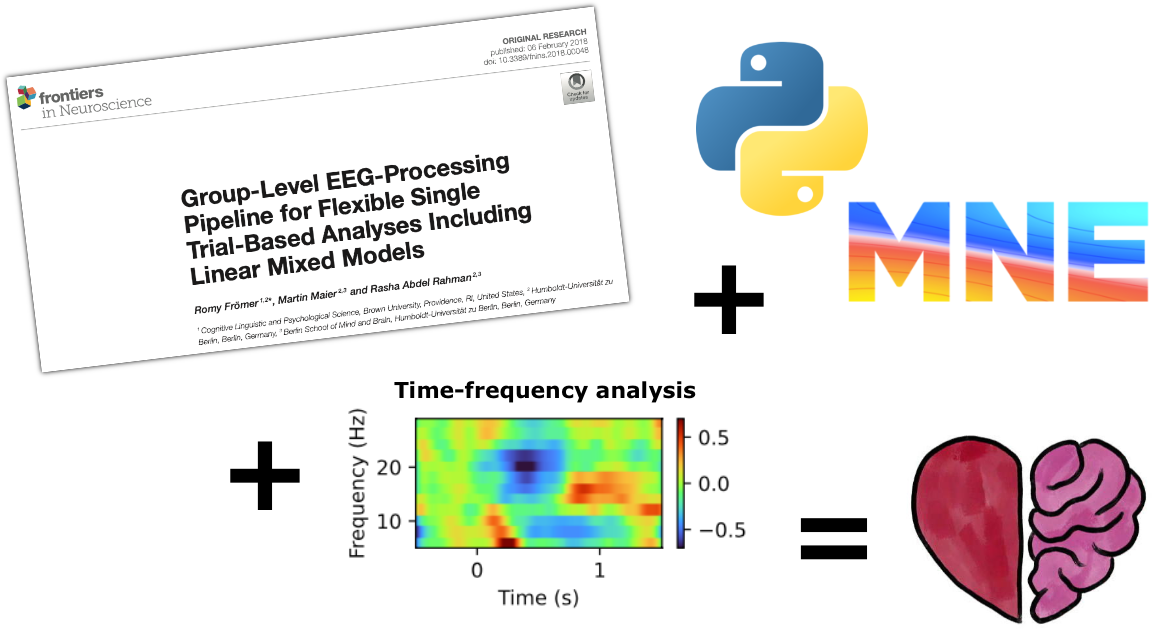 ORIGINAL RESEARCH
published: 06 February 2018
doi: 10.3389/fnins.2018.00048
frontiers
in Neuroscience
Check for
updates
Group-Level EEG-Processing
Pipeline for Flexible Single
Trial-Based Analyses Including
Linear Mixed Models
Romy Frömer 1,2*, Martin Maier 2,3 and Rasha Abdel Rahman 2,3
1 Cognitive Linguistic and Psychological Science, Brown University, Providence, RI, United States, 2 Humboldt-Universität zu
Berlin, Berlin, Germany, 3 Berlin School of Mind and Brain, Humboldt-Universität zu Berlin, Berlin, Germany
+
MNE
+
Time-frequency analysis
Frequency (Hz)
20
10
0
1
Time (s)
0.5
0.0
−0.5
=